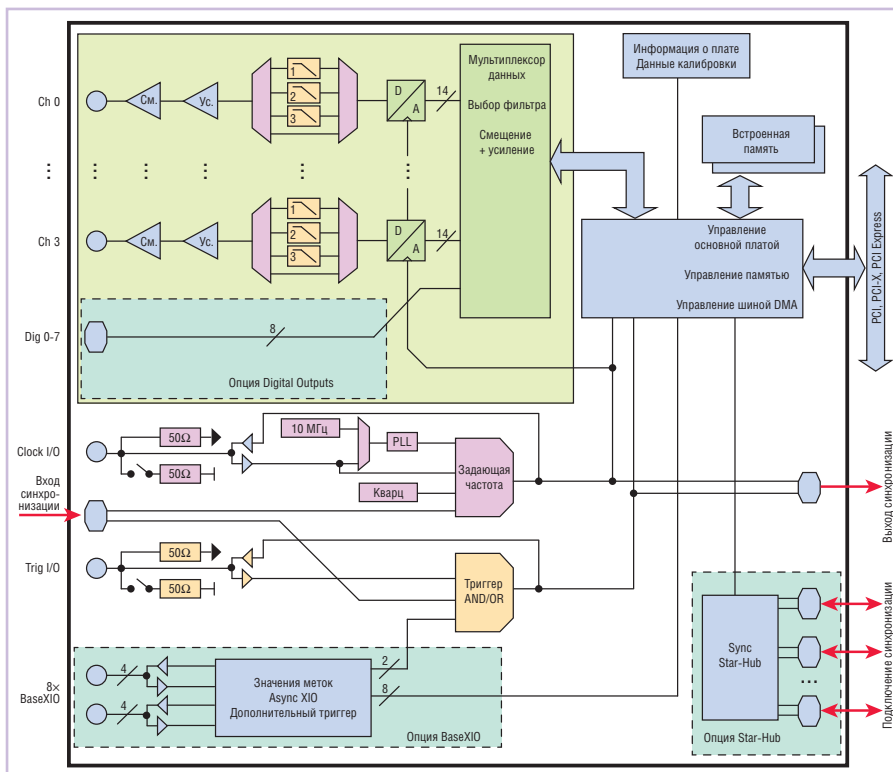 Ch 0
См.
Ус.
1
2
3
D
A
14
Мультиплексор
данных
Выбор фильтра
Смещение
+ усиление
Информация о плате
Данные калибровки
Встроенная
память
...
...
...
...
...
Ch 3
См.
Ус.
1
2
3
D
A
14
Управление
основной платой
Управление памятью
Управление шиной DMA
PCI, PCI-X, PCI Express
Dig 0-7
8
Опция Digital Outputs
Clock I/O
50Ω
50Ω
10 МГц
PLL
Кварц
Задающая
частота
Вход
синхро-
низации
Выход синхронизации
Trig I/O
50Ω
50Ω
Триггер
AND/OR
8×
BaseXIO
4
4
Значения меток
Async XIO
Дополнительный триггер
2
8
Опция BaseXIO
Sync
Star-Hub
...
Опция Star-Hub
Подключение синхронизации